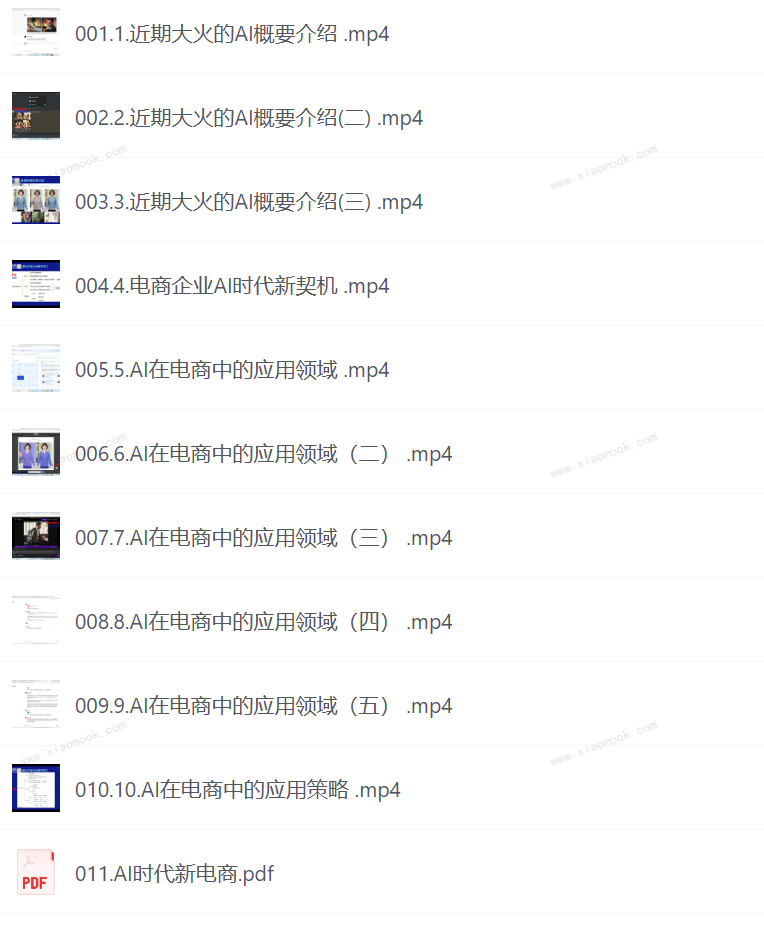 001.1.近期大火的AI概要介绍 .mp4
002.2.近期大火的AI概要介绍(二) .mp4
www. xiaomook. com
003.3.近期大火的AI概要介绍(三) .mp4
004.4.电商企业AI时代新契机 .mp4
005.5.AI在电商中的应用领域 .mp4
www. xiaomook. com
006.6.AI在电商中的应用领域（二） .mp4
007.7.AI在电商中的应用领域（三） .mp4
008.8.AI在电商中的应用领域（四） .mp4
009.9.AI在电商中的应用领域（五） .mp4
www. xiaomook. com
www. xiaomook. com
010.10.AI在电商中的应用策略 .mp4
PDF
011.AI时代新电商.pdf